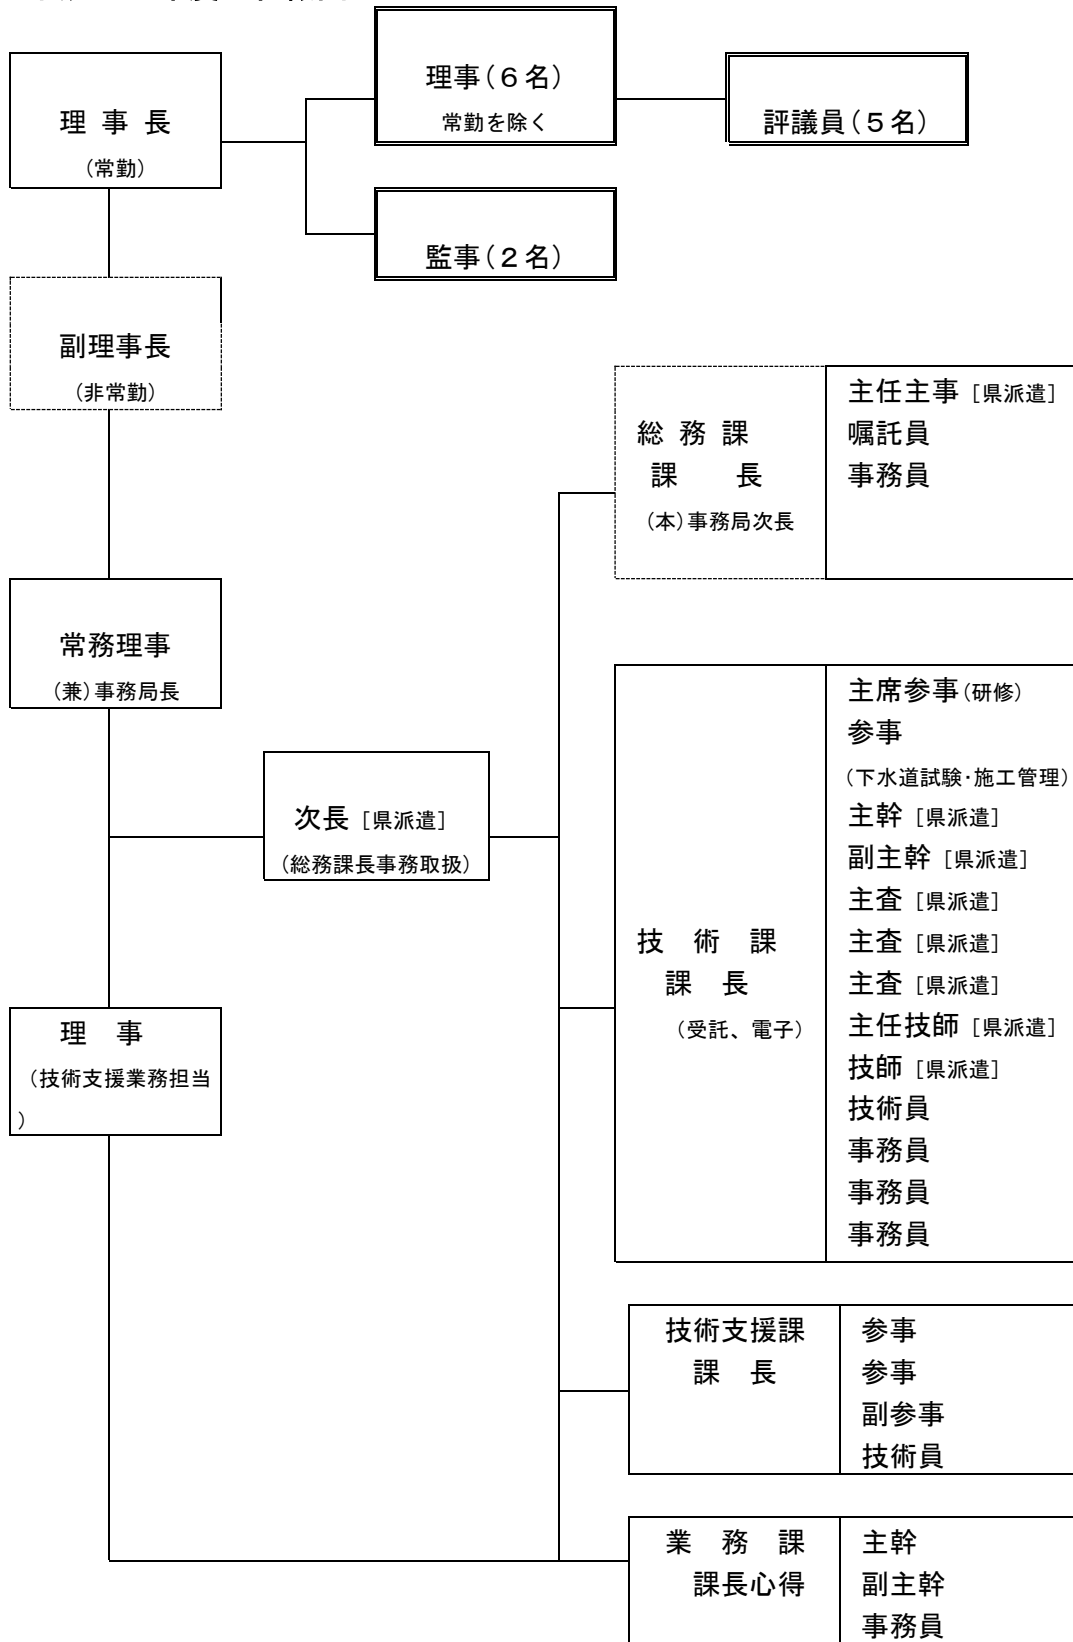 理 事 長
(常勤)
理事(6名)
常勤を除く
評議員(5名)
監事(2名)
副理事長
(非常勤)
総 務 課
課 長
(本)事務局次長
主任主事 [県派遣]
嘱託員
事務員
常務理事
(兼)事務局長
次長 [県派遣]
(総務課長事務取扱)
技 術 課
課 長
(受託、電子)
主席参事(研修)
参事
(下水道試験・施工管理)
主幹 [県派遣]
副主幹 [県派遣]
主査 [県派遣]
主査 [県派遣]
主査 [県派遣]
主任技師 [県派遣]
技師 [県派遣]
技術員
事務員
事務員
事務員
理 事
(技術支援業務担当
)
技術支援課
課 長
参事
参事
副参事
技術員
業 務 課
課長心得
主幹
副主幹
事務員